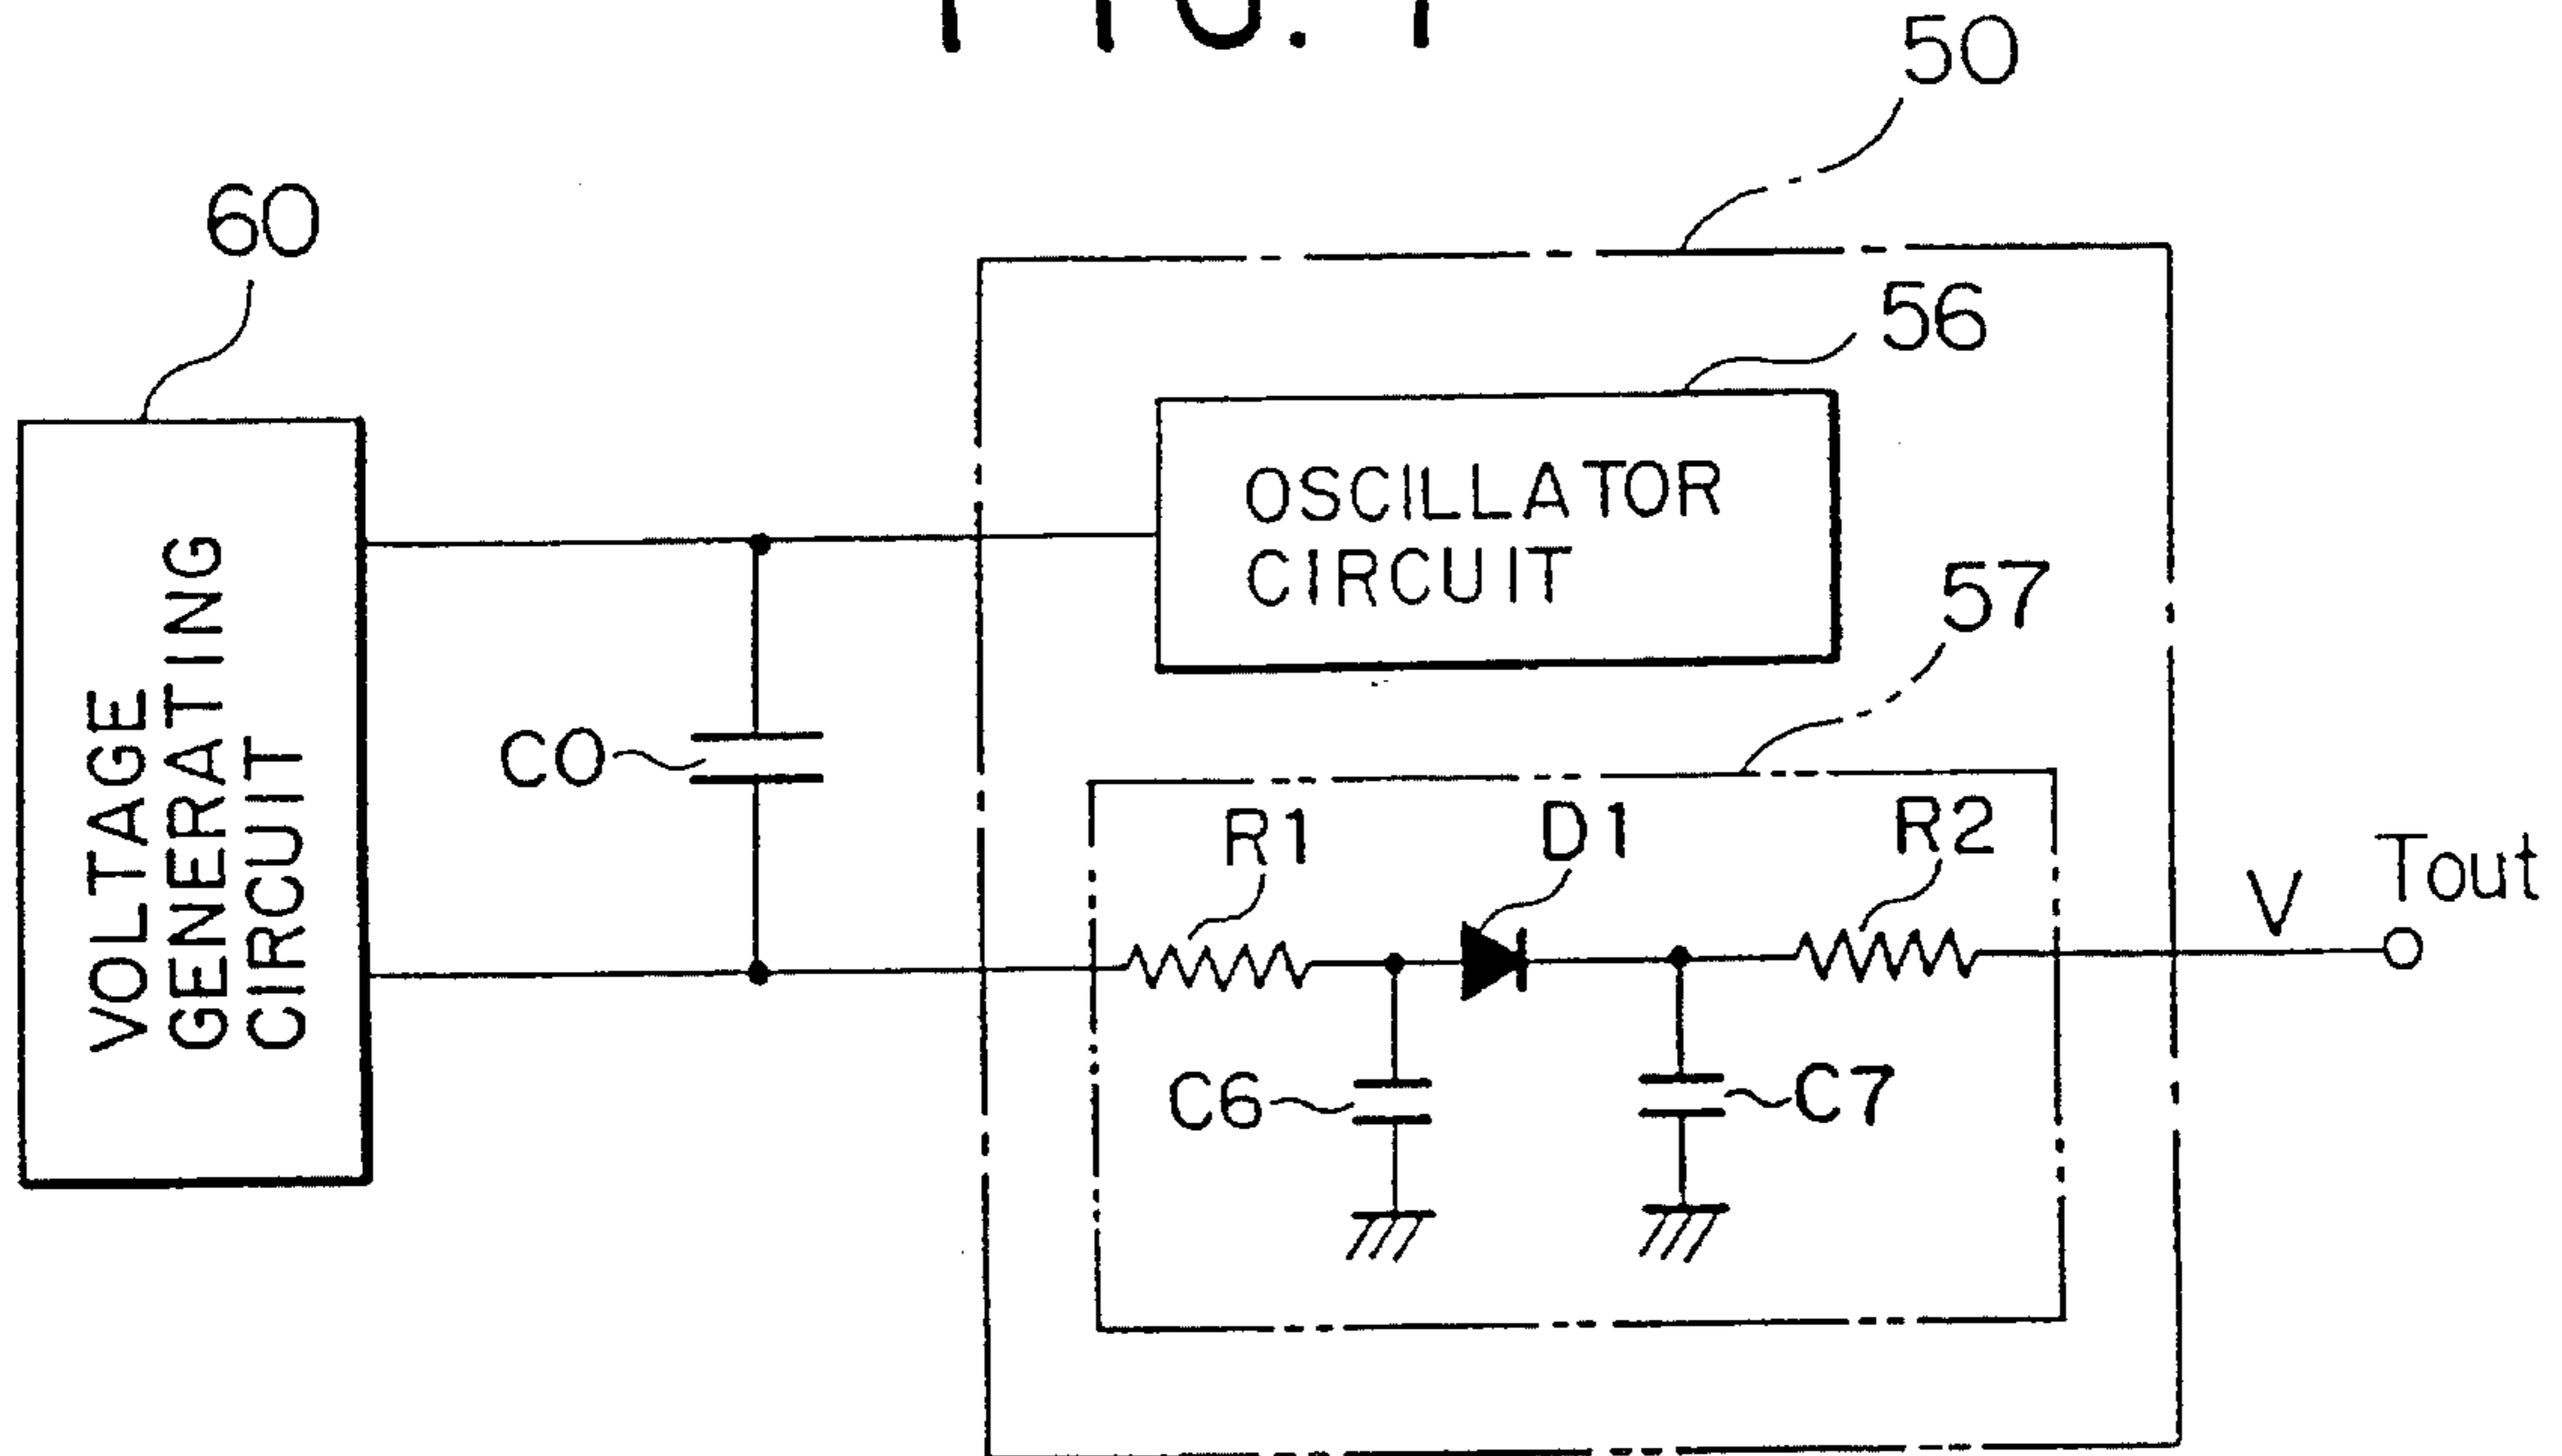 50
60
56
OSCILLATOR
CIRCUIT
57
VOLTAGE
GENERATING
CIRCUIT
C0
R1
D1
R2
V
Tout
C6
C7